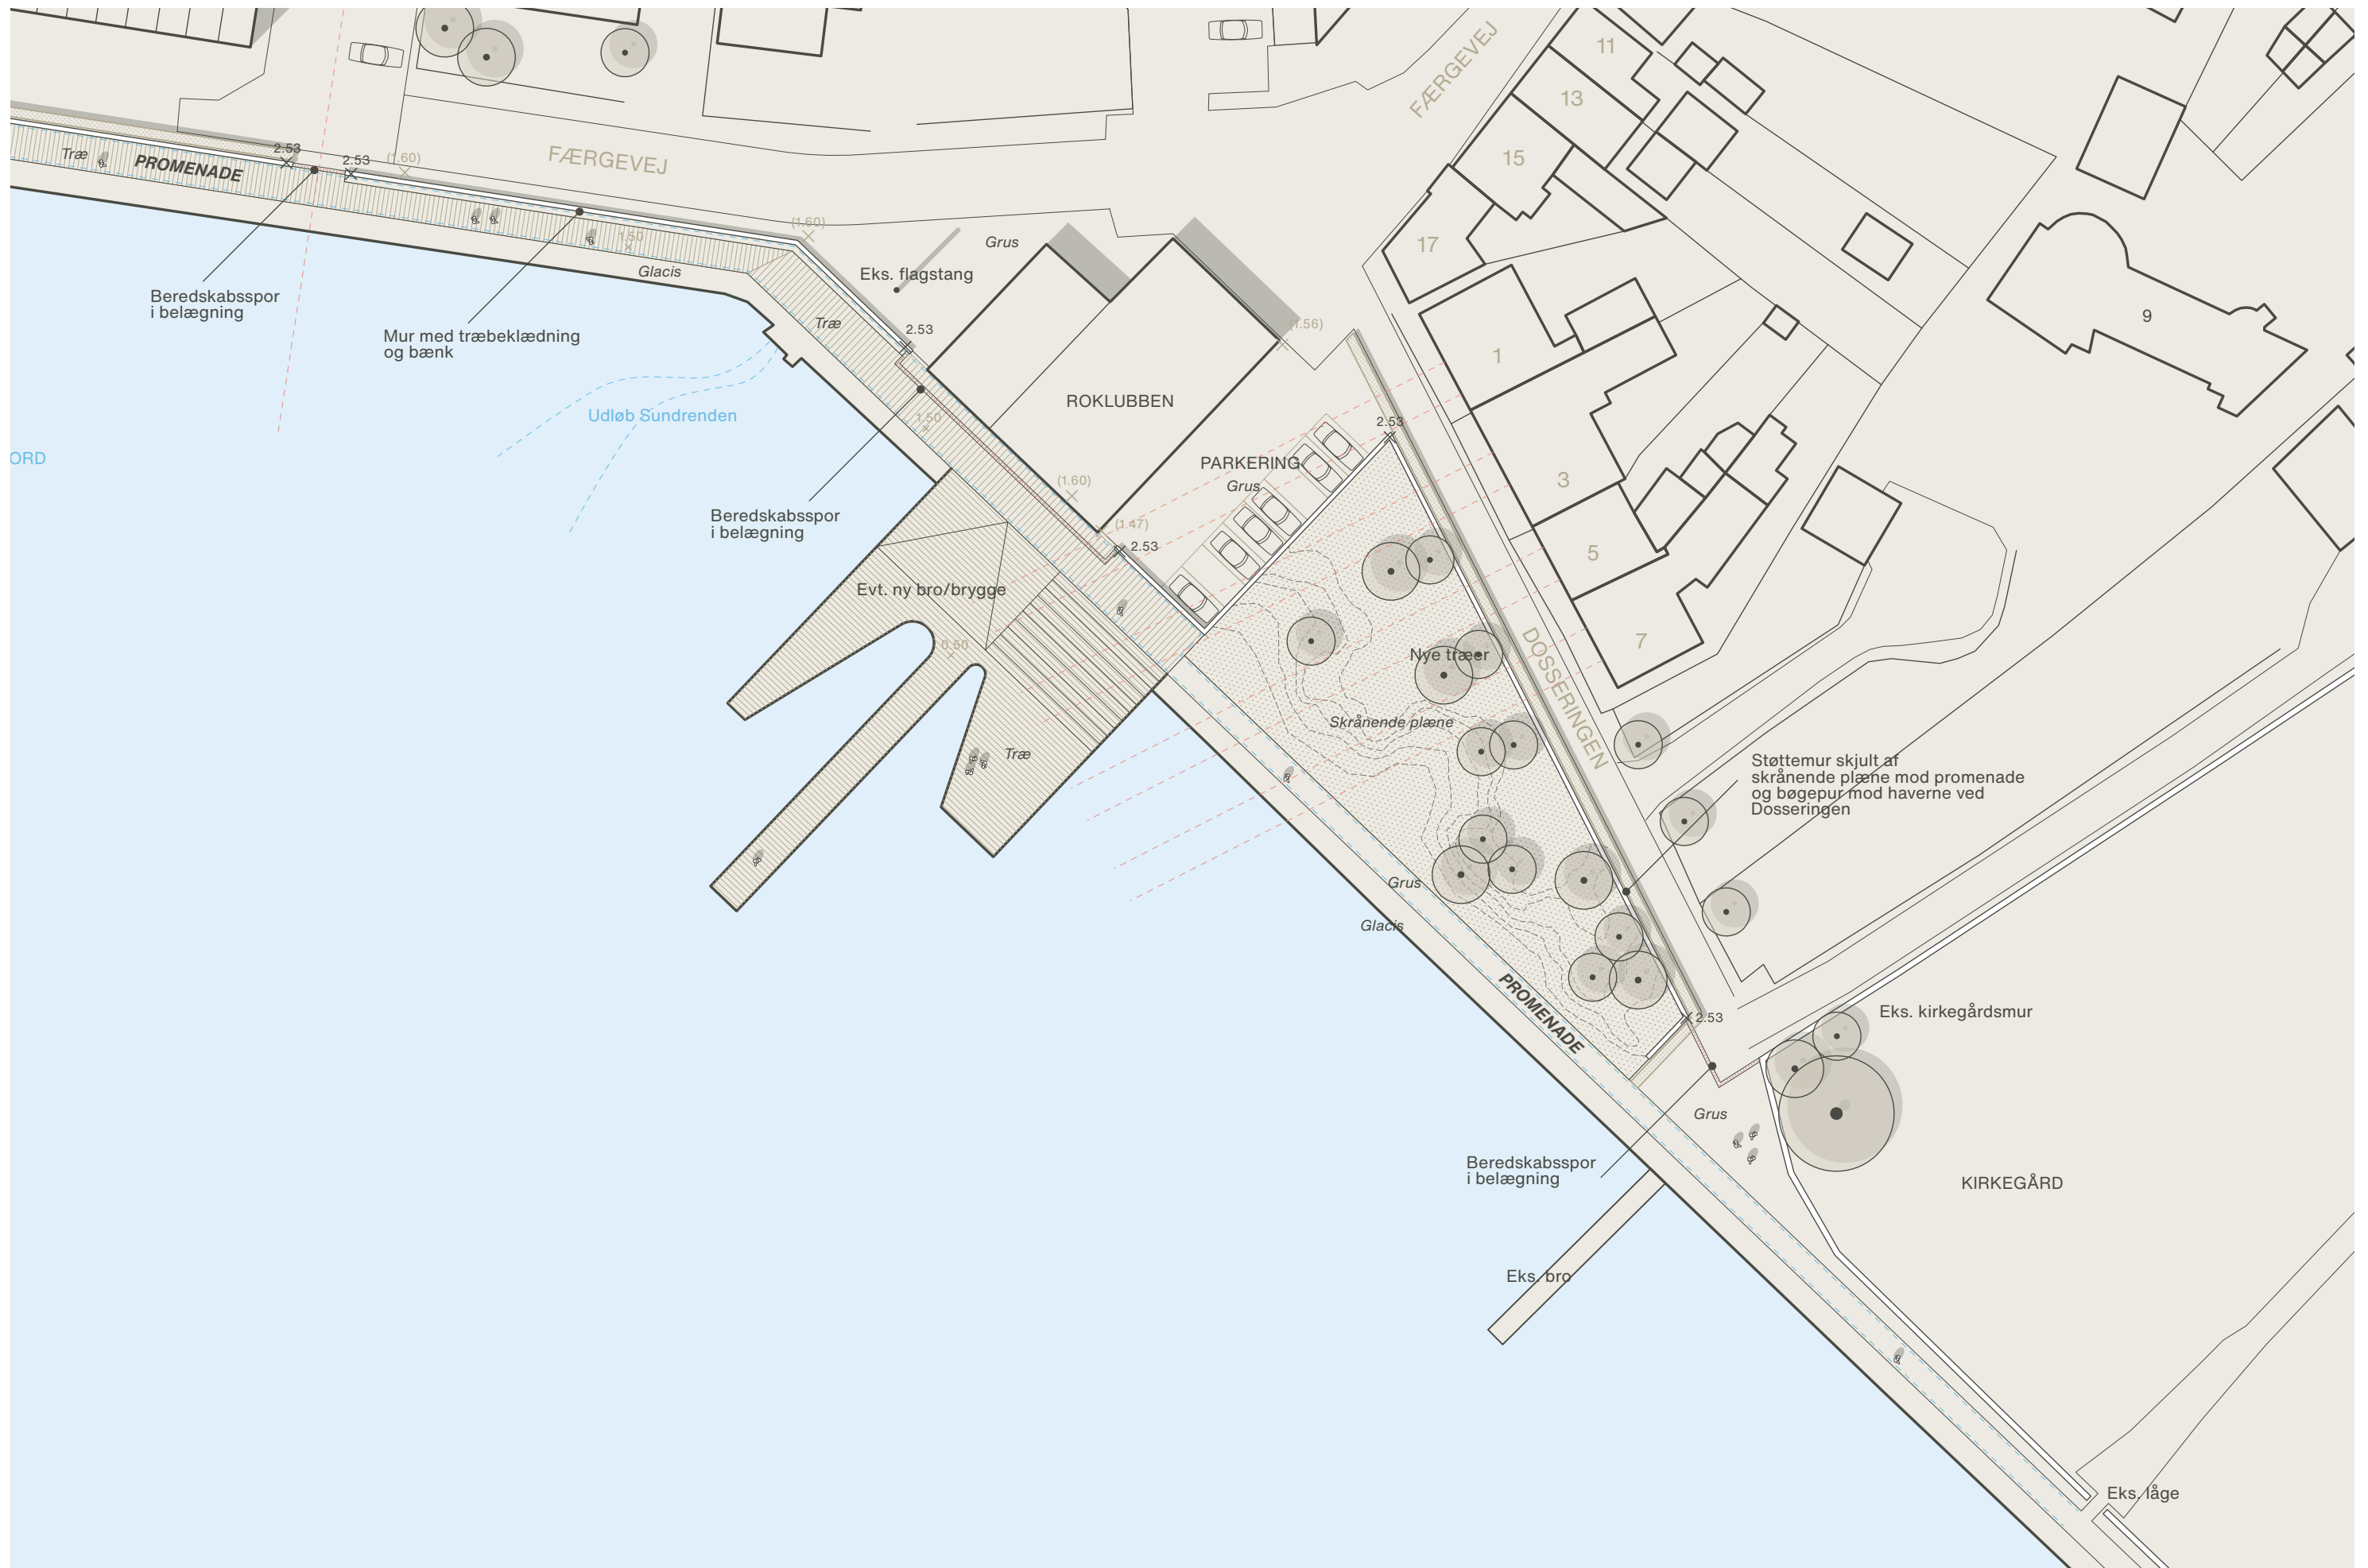 FÆRGEVEJ
11
13
15
17
2.53
2.53
(1.60)
FÆRGEVEJ
Træ
PROMENADE
(1.60)
1.50
Glacis
Grus
Eks. flagstang
Beredskabsspor
i belægning
Mur med træbeklædning
og bænk
Træ
2.53
(1.56)
9
1
ROKLUBBEN
Udløb Sundrenden
1.50
2.53
ORD
PARKERING
Grus
(1.60)
3
Beredskabsspor
i belægning
(1.47)
2.53
5
Evt. ny bro/brygge
0.50
Nye træer
7
DOSSERINGEN
Skrånende plæne
Træ
Støttemur skjult af
skrånende plæne mod promenade
og bøgepur mod haverne ved
Dosseringen
Grus
Glacis
PROMENADE
2.53
Eks. kirkegårdsmur
Grus
Beredskabsspor
i belægning
KIRKEGÅRD
Eks. bro
Eks. låge